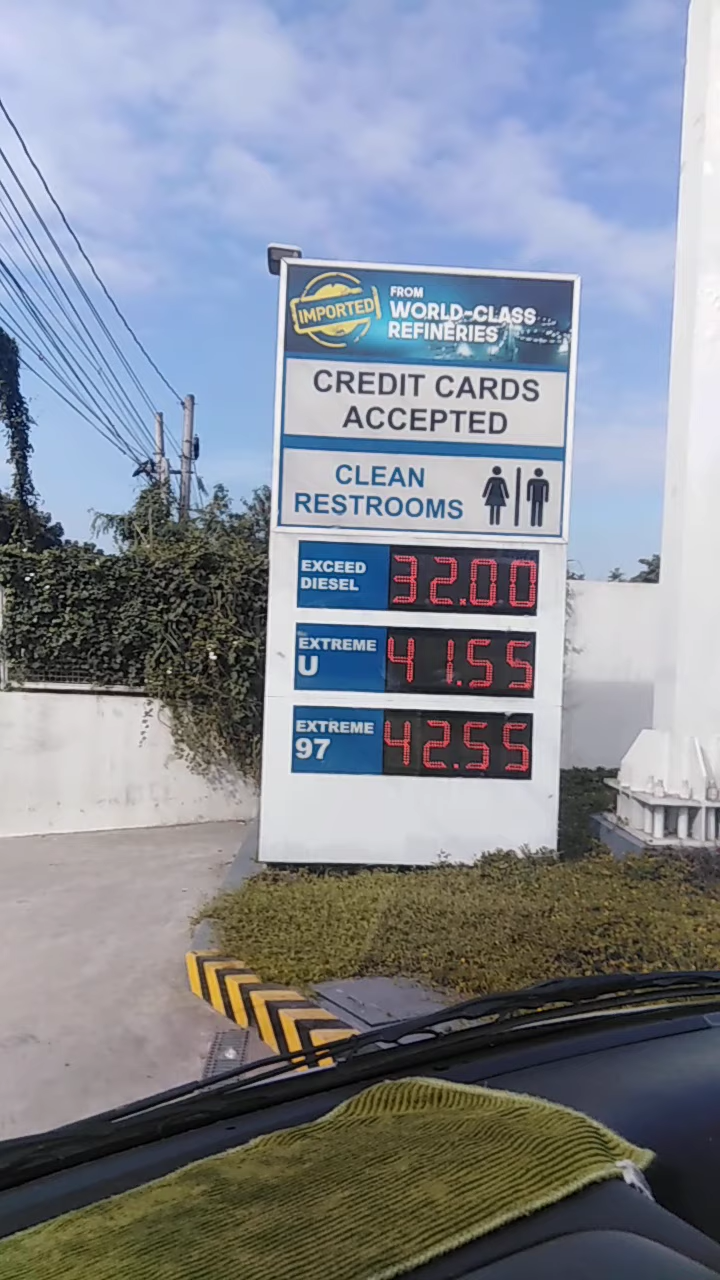 IMPORTED
FROM
WORLD-CLASS
REFINERIES
CREDIT CARDS
ACCEPTED
CLEAN
RESTROOMS
EXCEED
DIESEL
32.00
EXTREME
U
41.55
EXTREME
97
42.55